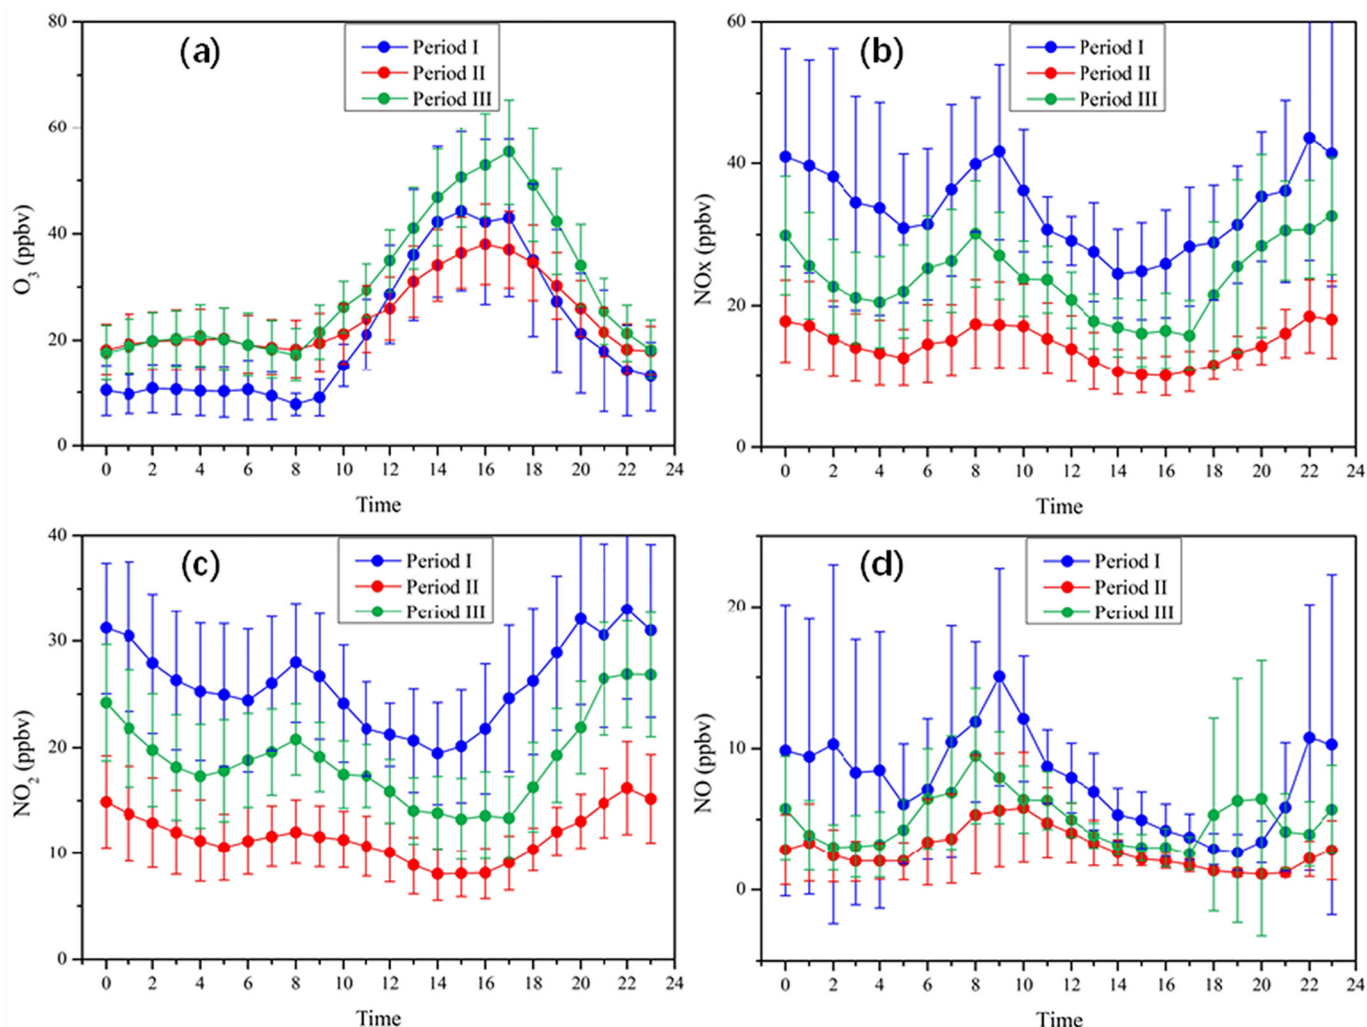 (a)
Period I
Period II
Period III
80
60
40
20
0
O3 (ppbv)
0 2 4 6 8 10 12 14 16 18 20 22 24
Time
(b)
Period I
Period II
Period III
60
40
20
0
NOx (ppbv)
0 2 4 6 8 10 12 14 16 18 20 22 24
Time
(c)
Period I
Period II
Period III
40
30
20
10
0
NO2 (ppbv)
0 2 4 6 8 10 12 14 16 18 20 22 24
Time
(d)
Period I
Period II
Period III
20
10
0
NO (ppbv)
0 2 4 6 8 10 12 14 16 18 20 22 24
Time